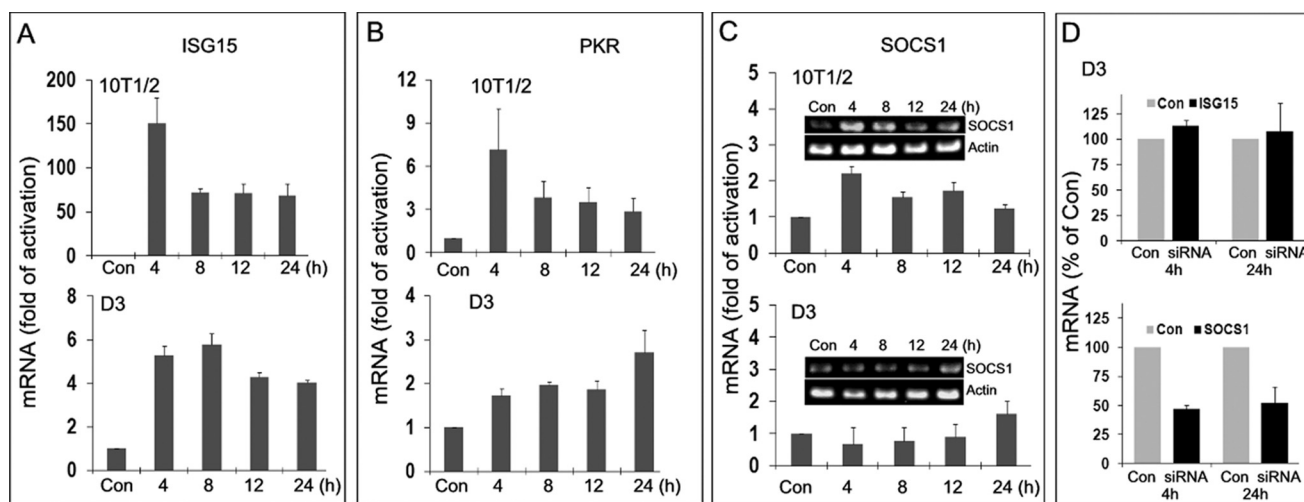 A
ISG15
mRNA (fold of activation)
10T1/2
200
150
100
75
50
0
Con 4 8 12 24 (h)
D3
8
6
4
2
0
Con 4 8 12 24 (h)
B
PKR
mRNA (fold of activation)
10T1/2
12
9
6
3
0
Con 4 8 12 24 (h)
D3
4
3
2
1
0
Con 4 8 12 24 (h)
C
SOCS1
mRNA (fold of activation)
10T1/2
5
4
3
2
1
0
Con 4 8 12 24 (h)
SOCS1
Actin
Con 4 8 12 24 (h)
D3
5
4
3
2
1
0
Con 4 8 12 24 (h)
SOCS1
Actin
Con 4 8 12 24 (h)
D
D3
mRNA (% of Con)
Con ISG15
125
100
75
50
25
0
Con siRNA Con siRNA
4h 24h
Con SOCS1
125
100
75
50
25
0
Con siRNA Con siRNA
4h 24h